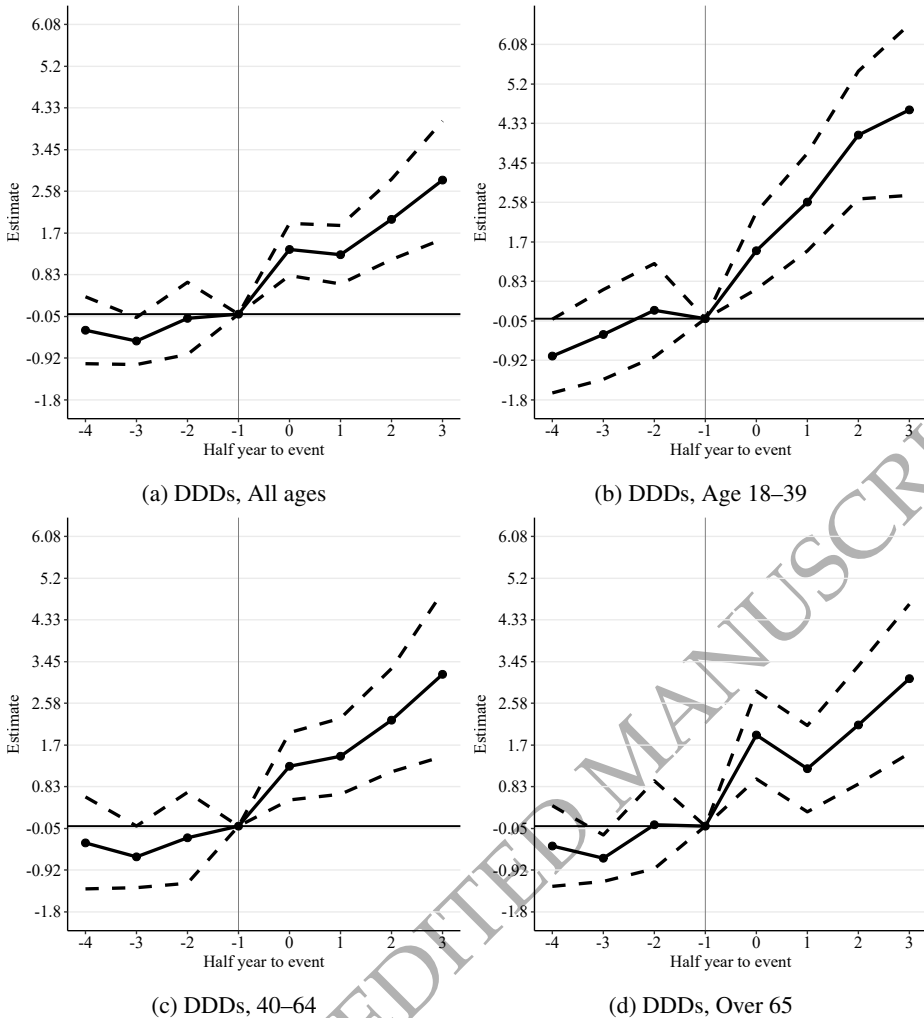 6.08
5.2
4.33
3.45
2.58
1.7
0.83
-0.05
-0.92
-1.8
Estimate
-4 -3 -2 -1 0 1 2 3
Half year to event
(a) DDDs, All ages
6.08
5.2
4.33
3.45
2.58
1.7
0.83
-0.05
-0.92
-1.8
Estimate
-4 -3 -2 -1 0 1 2 3
Half year to event
(b) DDDs, Age 18–39
6.08
5.2
4.33
3.45
2.58
1.7
0.83
-0.05
-0.92
-1.8
Estimate
-4 -3 -2 -1 0 1 2 3
Half year to event
(c) DDDs, 40–64
6.08
5.2
4.33
3.45
2.58
1.7
0.83
-0.05
-0.92
-1.8
Estimate
-4 -3 -2 -1 0 1 2 3
Half year to event
(d) DDDs, Over 65
EDITED MANUSCRI